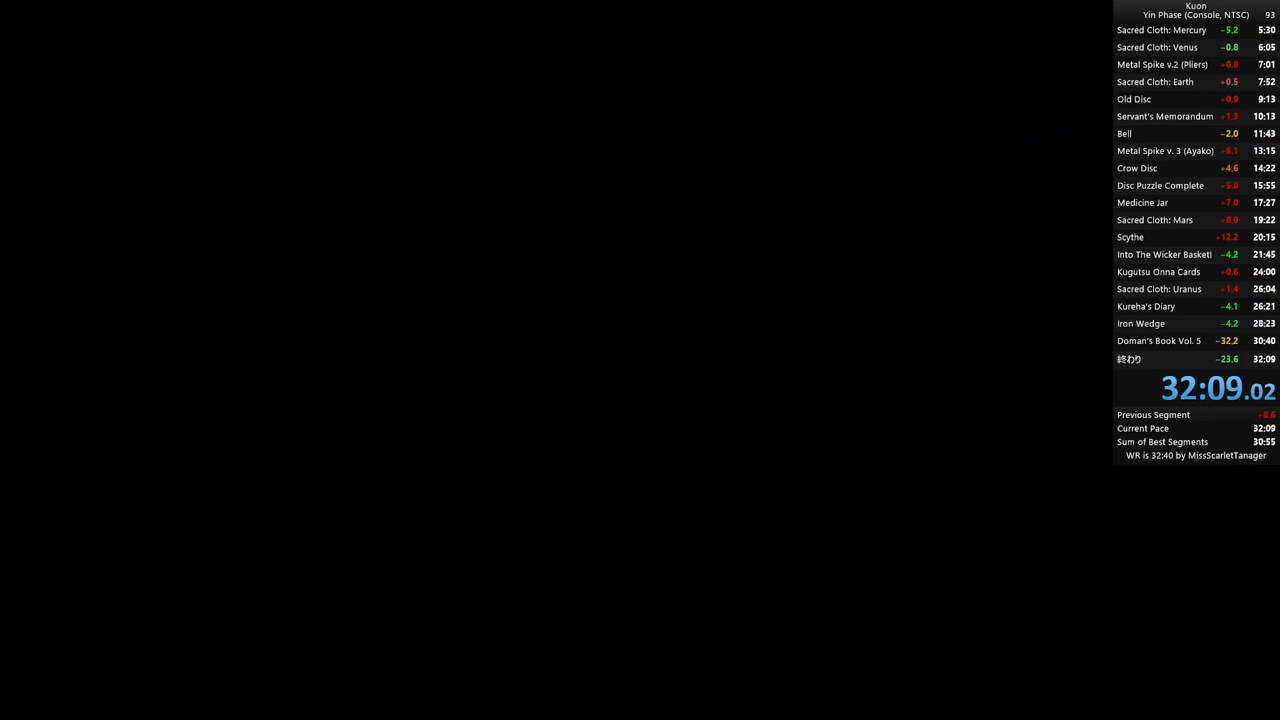 Kuon
Yin Phase (Console, NTSC) 93
Sacred Cloth: Mercury −5.2 5:30
Sacred Cloth: Venus −0.8 6:05
Metal Spike v.2 (Pliers) +0.8 7:01
Sacred Cloth: Earth +0.5 7:52
Old Disc +0.9 9:13
Servant's Memorandum +1.3 10:13
Bell −2.0 11:43
Metal Spike v. 3 (Ayako) +6.1 13:15
Crow Disc +4.6 14:22
Disc Puzzle Complete +5.8 15:55
Medicine Jar +7.0 17:27
Sacred Cloth: Mars +8.0 19:22
Scythe +12.2 20:15
Into The Wicker Basket! −4.2 21:45
Kugutsu Onna Cards +0.6 24:00
Sacred Cloth: Uranus +1.4 26:04
Kureha's Diary −4.1 26:21
Iron Wedge −4.2 28:23
Doman's Book Vol. 5 −32.2 30:40
終わり −23.6 32:09
32:09.02
Previous Segment +8.6
Current Pace 32:09
Sum of Best Segments 30:55
WR is 32:40 by MissScarletTanager